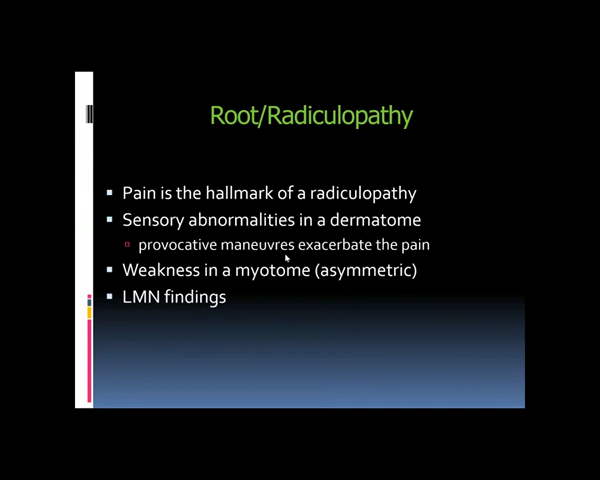 Root/Radiculopathy
Pain is the hallmark of a radiculopathy
Sensory abnormalities in a dermatome
provocative maneuvres exacerbate the pain
Weakness in a myotome (asymmetric)
LMN findings